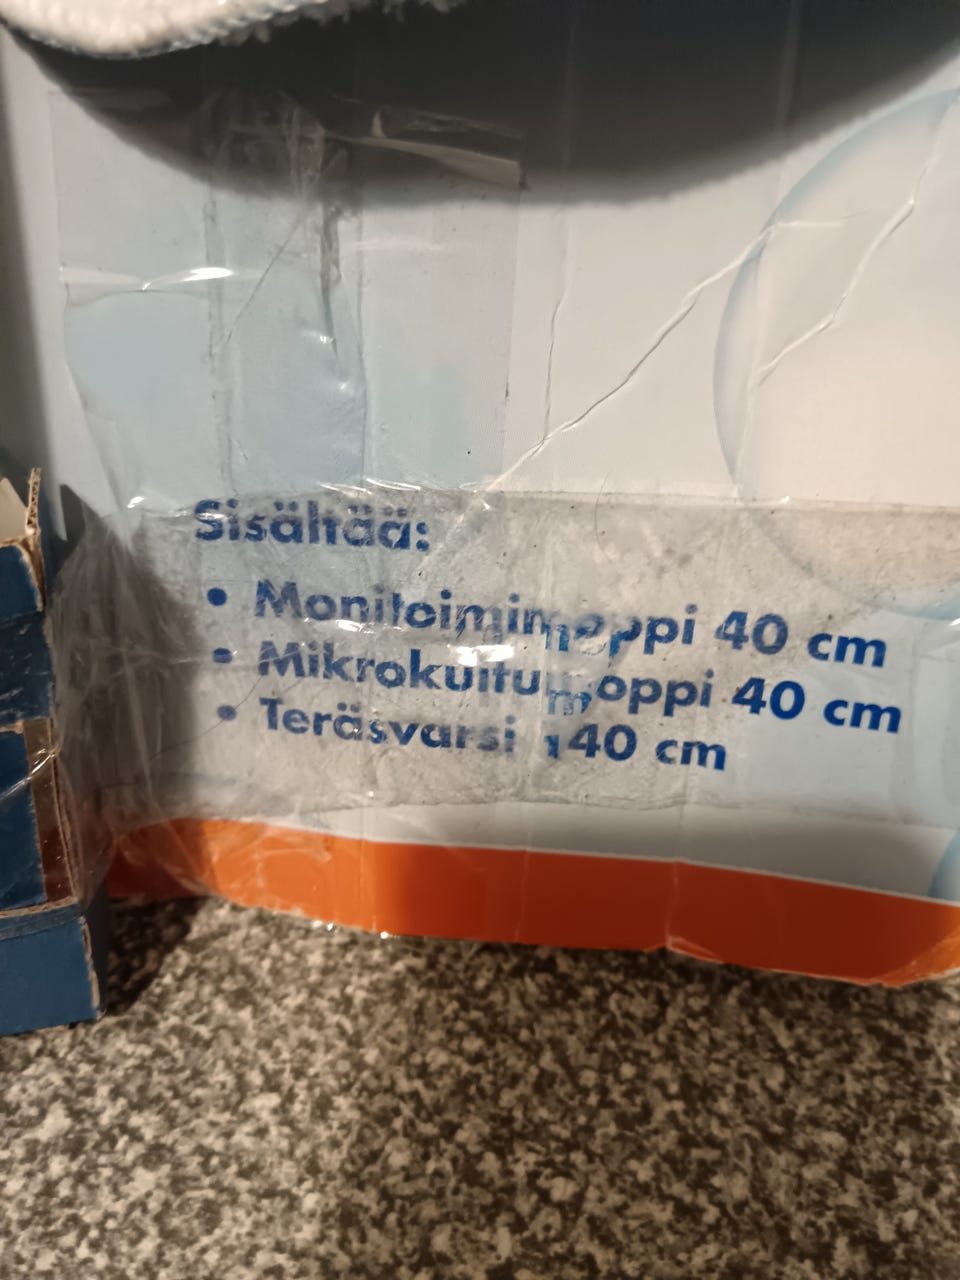 Sisältää:
• Monitoimimoppi 40 cm
• Mikrokuitumoppi 40 cm
• Teräsvarsi 140 cm